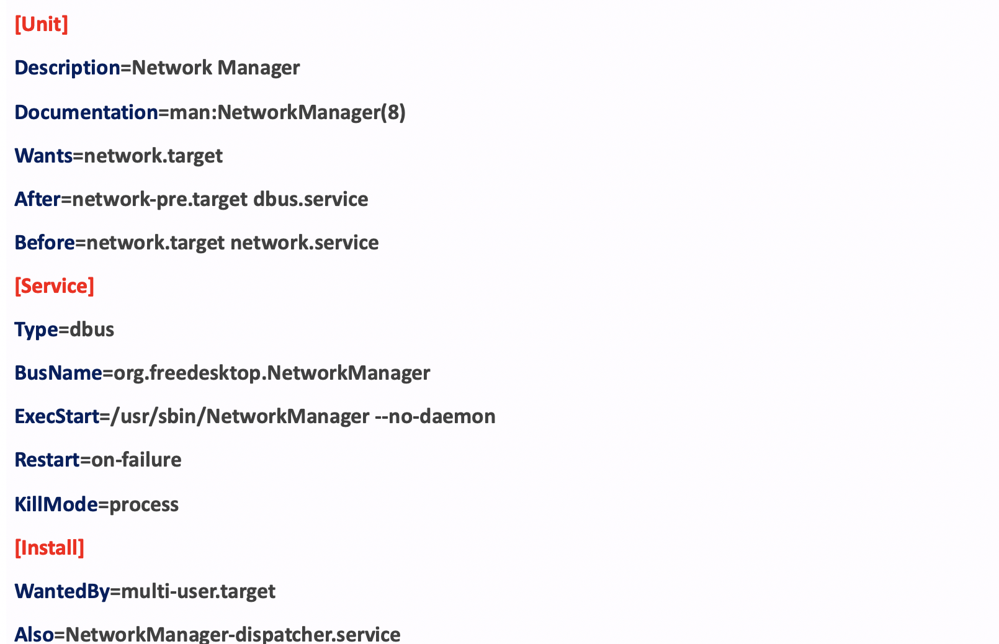 [Unit]
Description=Network Manager
Documentation=man:NetworkManager(8)
Wants=network.target
After=network-pre.target dbus.service
Before=network.target network.service
[Service]
Type=dbus
BusName=org.freedesktop.NetworkManager
ExecStart=/usr/sbin/NetworkManager --no-daemon
Restart=on-failure
KillMode=process
[Install]
WantedBy=multi-user.target
Also=NetworkManager-dispatcher.service